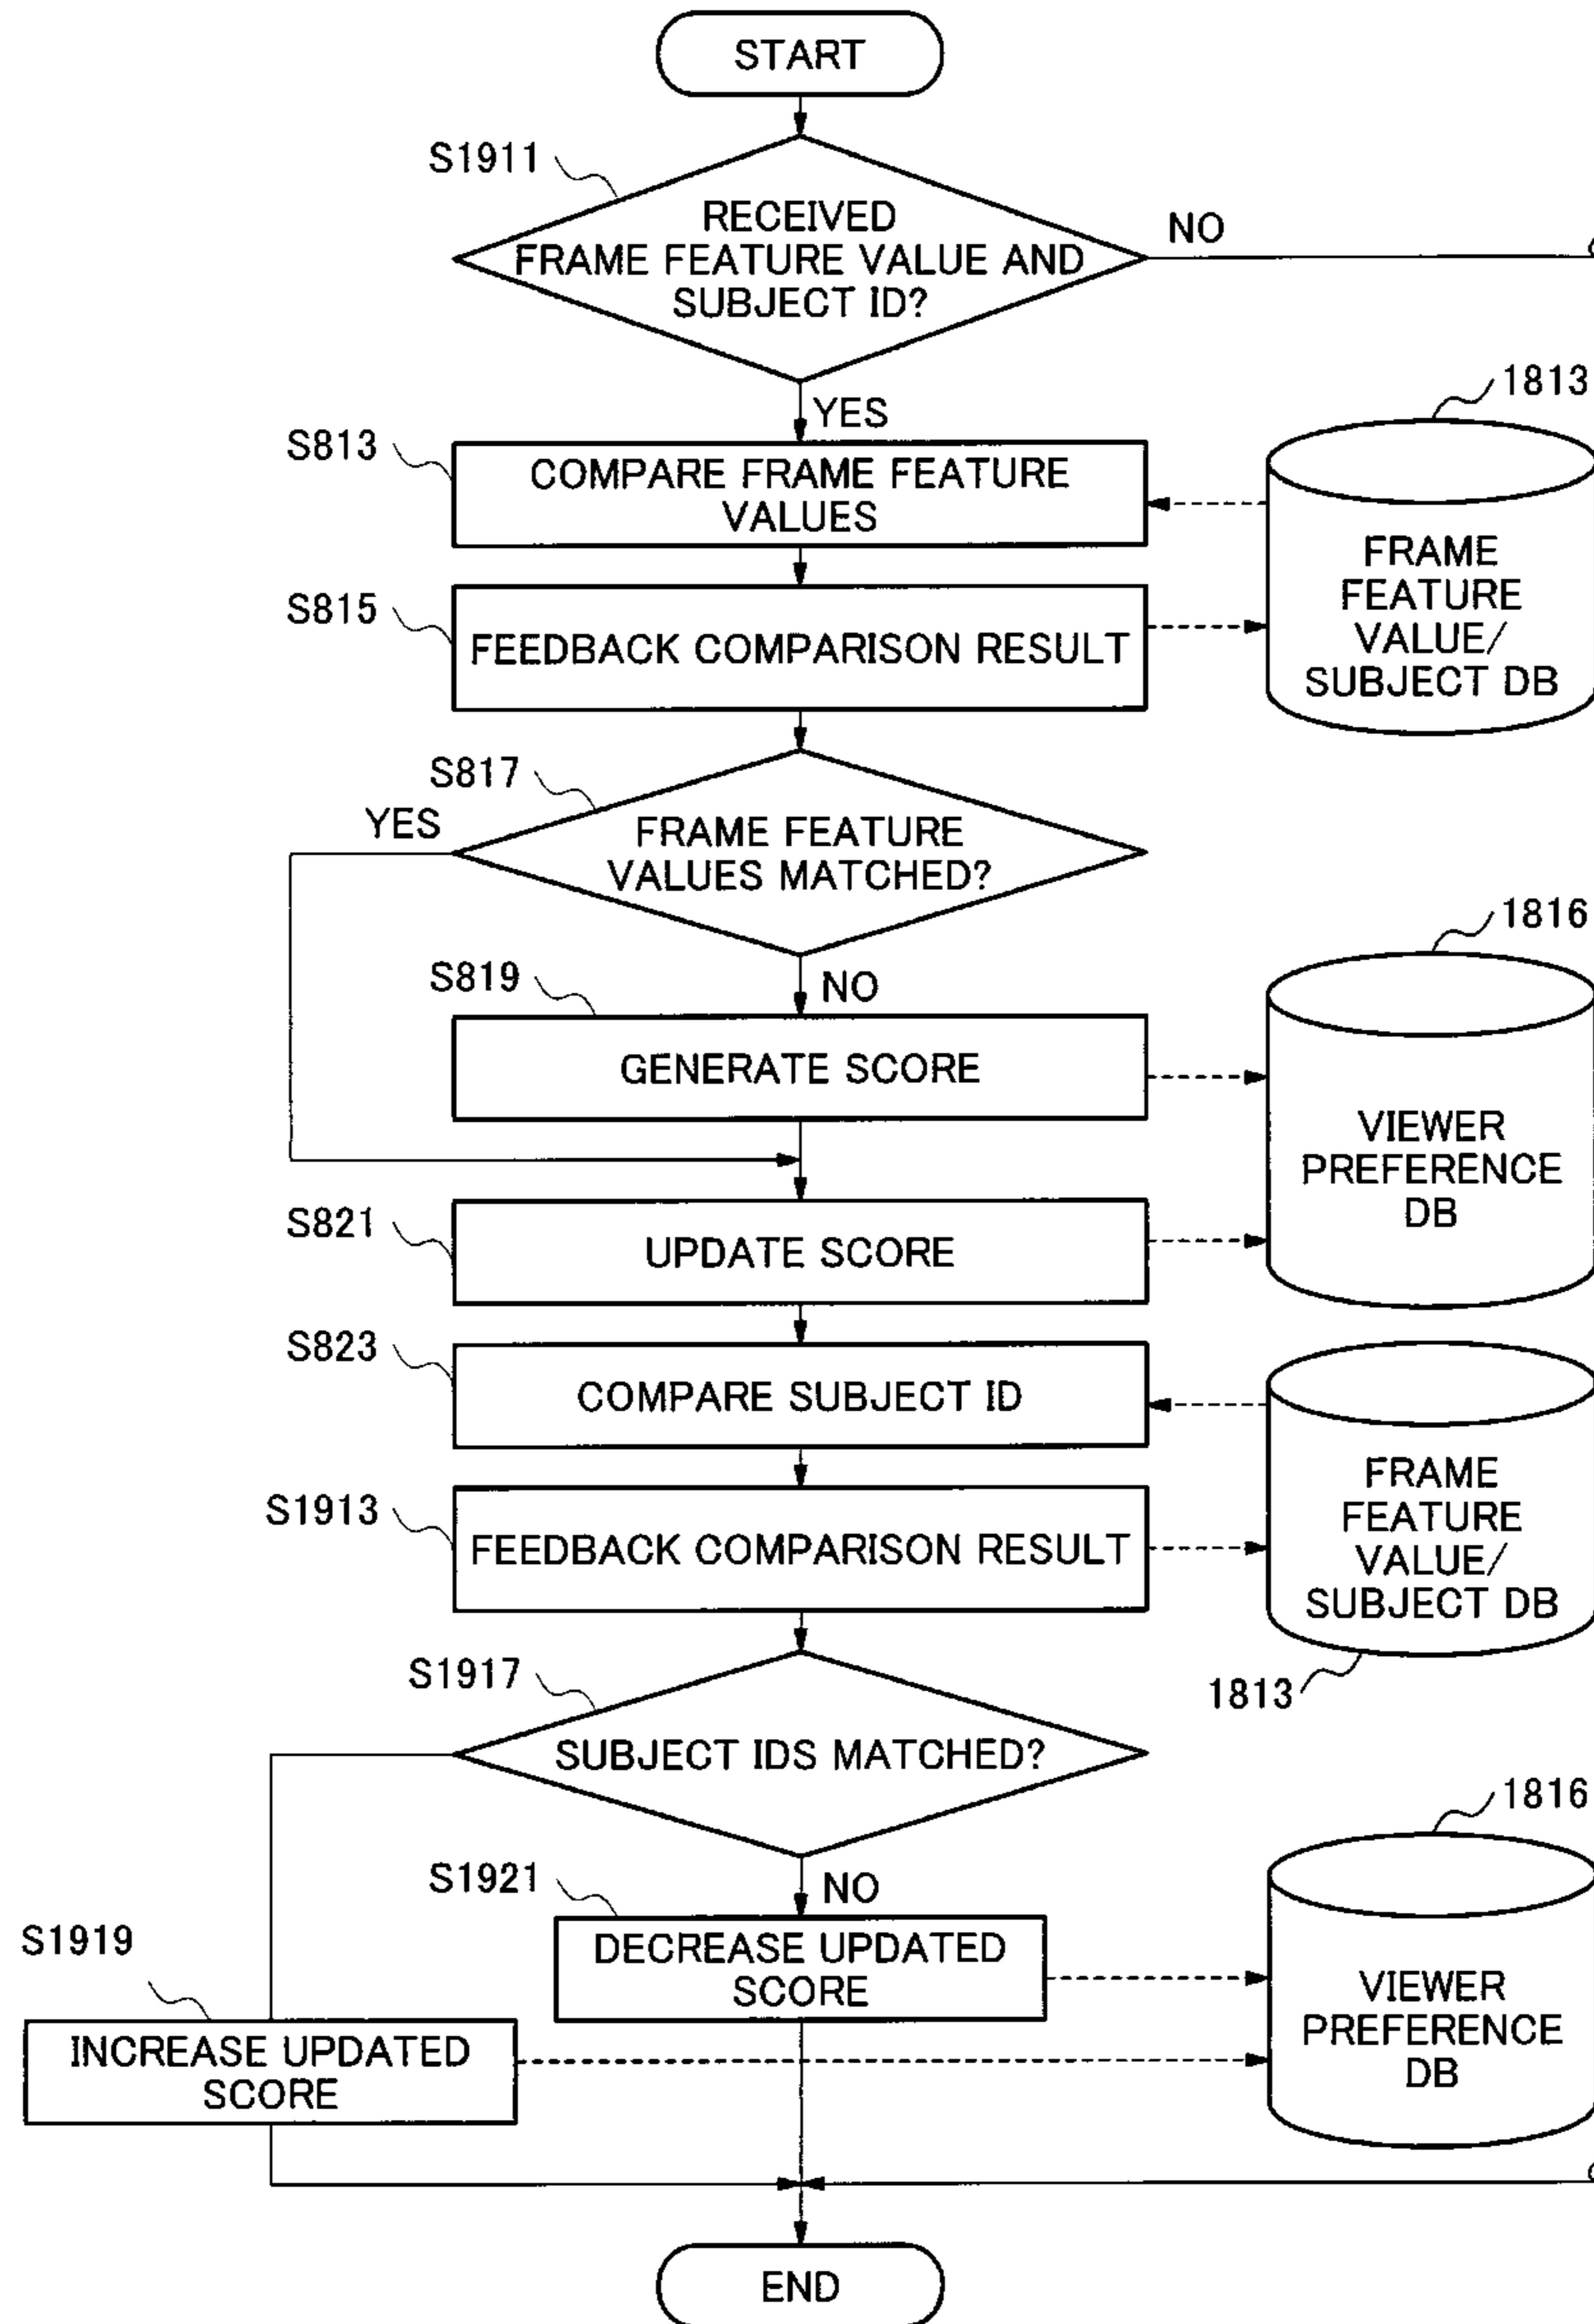 START
S1911
RECEIVED
FRAME FEATURE VALUE AND
SUBJECT ID?
NO
YES
1813
S813
COMPARE FRAME FEATURE
VALUES
S815
FEEDBACK COMPARISON RESULT
FRAME
FEATURE
VALUE/
SUBJECT DB
S817
YES
FRAME FEATURE
VALUES MATCHED?
NO
1816
S819
GENERATE SCORE
VIEWER
PREFERENCE
DB
S821
UPDATE SCORE
S823
COMPARE SUBJECT ID
S1913
FEEDBACK COMPARISON RESULT
FRAME
FEATURE
VALUE/
SUBJECT DB
1813
S1917
SUBJECT IDS MATCHED?
NO
1816
S1921
DECREASE UPDATED
SCORE
S1919
INCREASE UPDATED
SCORE
VIEWER
PREFERENCE
DB
END